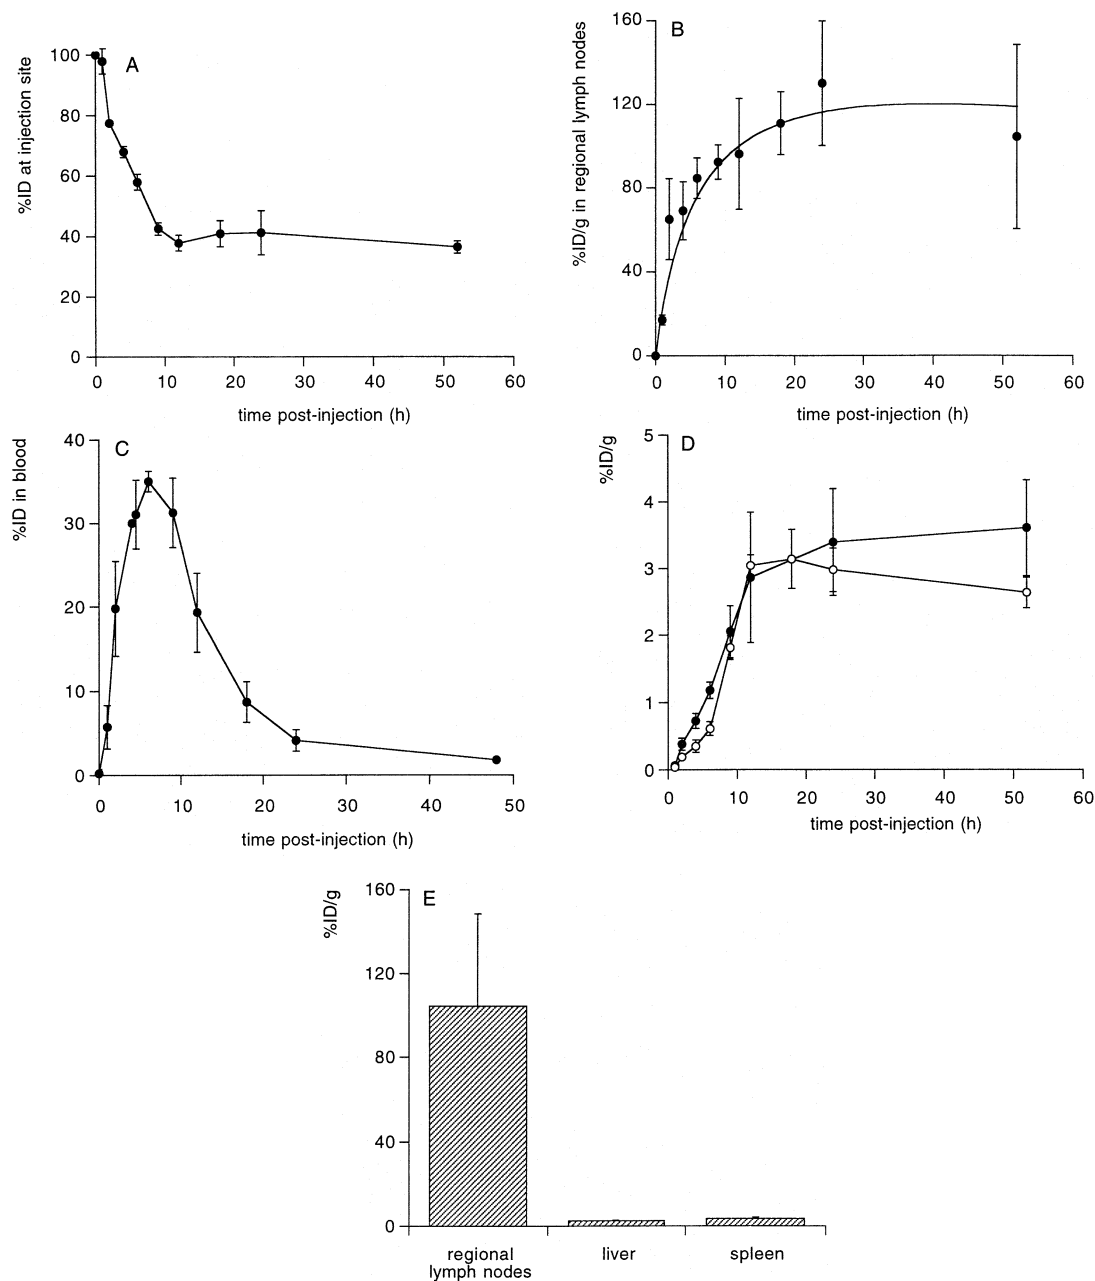 A
%ID at injection site
100
80
60
40
20
0
0 10 20 30 40 50 60
time post-injection (h)
B
%ID/g in regional lymph nodes
160
120
80
40
0
0 10 20 30 40 50 60
time post-injection (h)
C
%ID in blood
40
30
20
10
0
0 10 20 30 40 50
time post-injection (h)
D
%ID/g
5
4
3
2
1
0
0 10 20 30 40 50 60
time post-injection (h)
E
%ID/g
160
120
80
40
0
regional liver spleen
lymph nodes